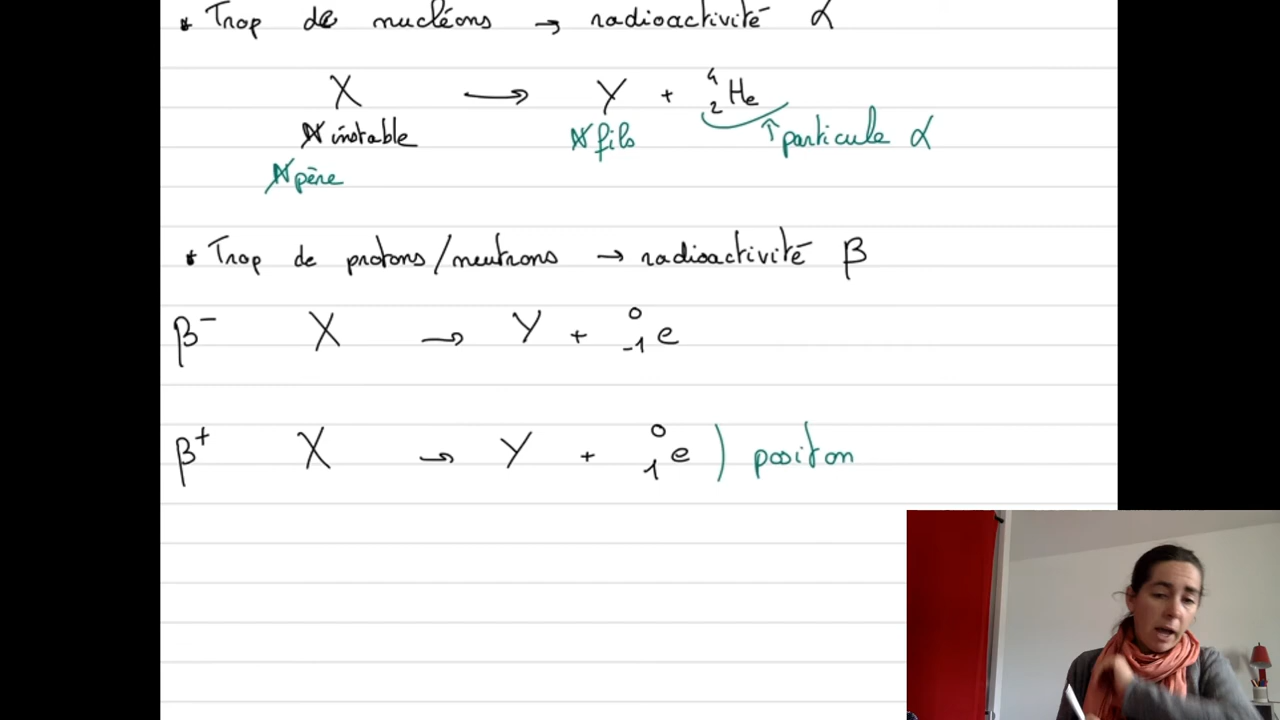 • Trop de nucléons → radioactivité α
X → Y + ⁴₂He
N instable N fils ↑ particule α
N père
• Trop de protons/neutrons → radioactivité β
β⁻ X → Y + ⁰₋₁e
β⁺ X → Y + ⁰₁e ) positon